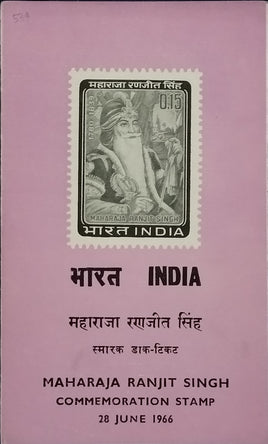 महाराजा रणजीत सिंह
0.15
MAHARAJA RANJIT SINGH
भारत INDIA
भारत INDIA
महाराजा रणजीत सिंह
स्मारक डाक-टिकट
MAHARAJA RANJIT SINGH
COMMEMORATION STAMP
28 JUNE 1966